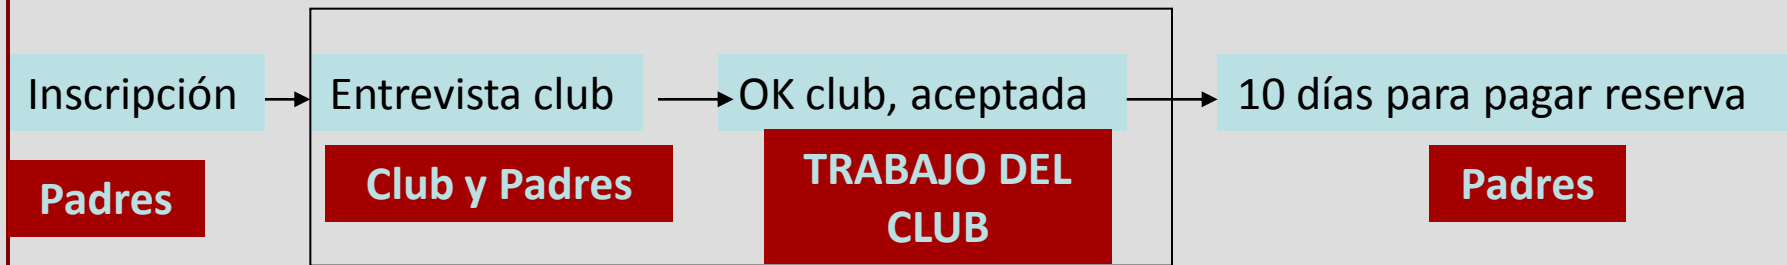 Inscripción
Entrevista club
OK club, aceptada
10 días para pagar reserva
Padres
Club y Padres
TRABAJO DEL
CLUB
Padres